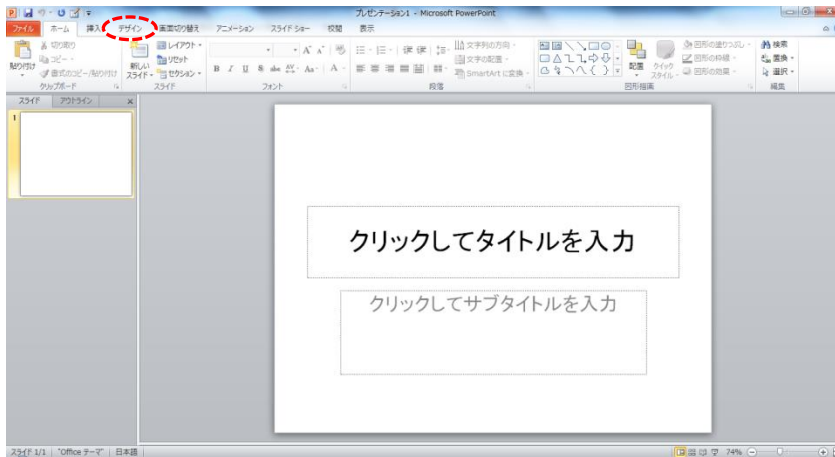 プレゼンテーション1 - Microsoft PowerPoint
ファイル ホーム 挿入 デザイン 画面切り替え アニメーション スライド ショー 校閲 表示
貼り付け 切り取り コピー 書式のコピー/貼り付け
クリップボード
新しいスライド レイアウト リセット セクション
スライド
B I U S abc AV Aa A
フォント
文字列の方向 文字の配置 SmartArt に変換
段落
配置 クイック スタイル 図形の塗りつぶし 図形の枠線 図形の効果
図形描画
検索 置換 選択
編集
スライド アウトライン
1
クリックしてタイトルを入力
クリックしてサブタイトルを入力
スライド 1/1 "Office テーマ" 日本語 74%